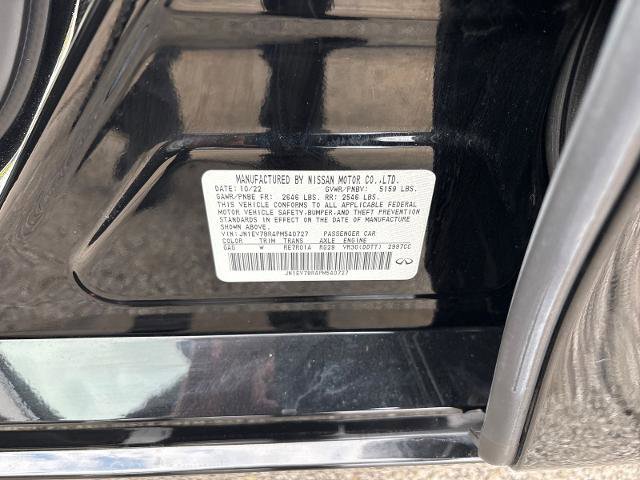 MANUFACTURED BY NISSAN MOTOR CO.,LTD.
DATE: 10/22 GVWR/PNBV: 5159 LBS.
GAWR/PNBE FR: 2646 LBS. RR: 2546 LBS.
THIS VEHICLE CONFORMS TO ALL APPLICABLE FEDERAL
MOTOR VEHICLE SAFETY,BUMPER,AND THEFT PREVENTION
STANDARDS IN EFFECT ON THE DATE OF MANUFACTURE
SHOWN ABOVE.
VIN:JN1EV7BR4PM540727 PASSENGER CAR
COLOR TRIM TRANS AXLE ENGINE
GAG W RE7R01A RG29 VR30(DDTT) 2997CC
JN1EV7BR4PM540727